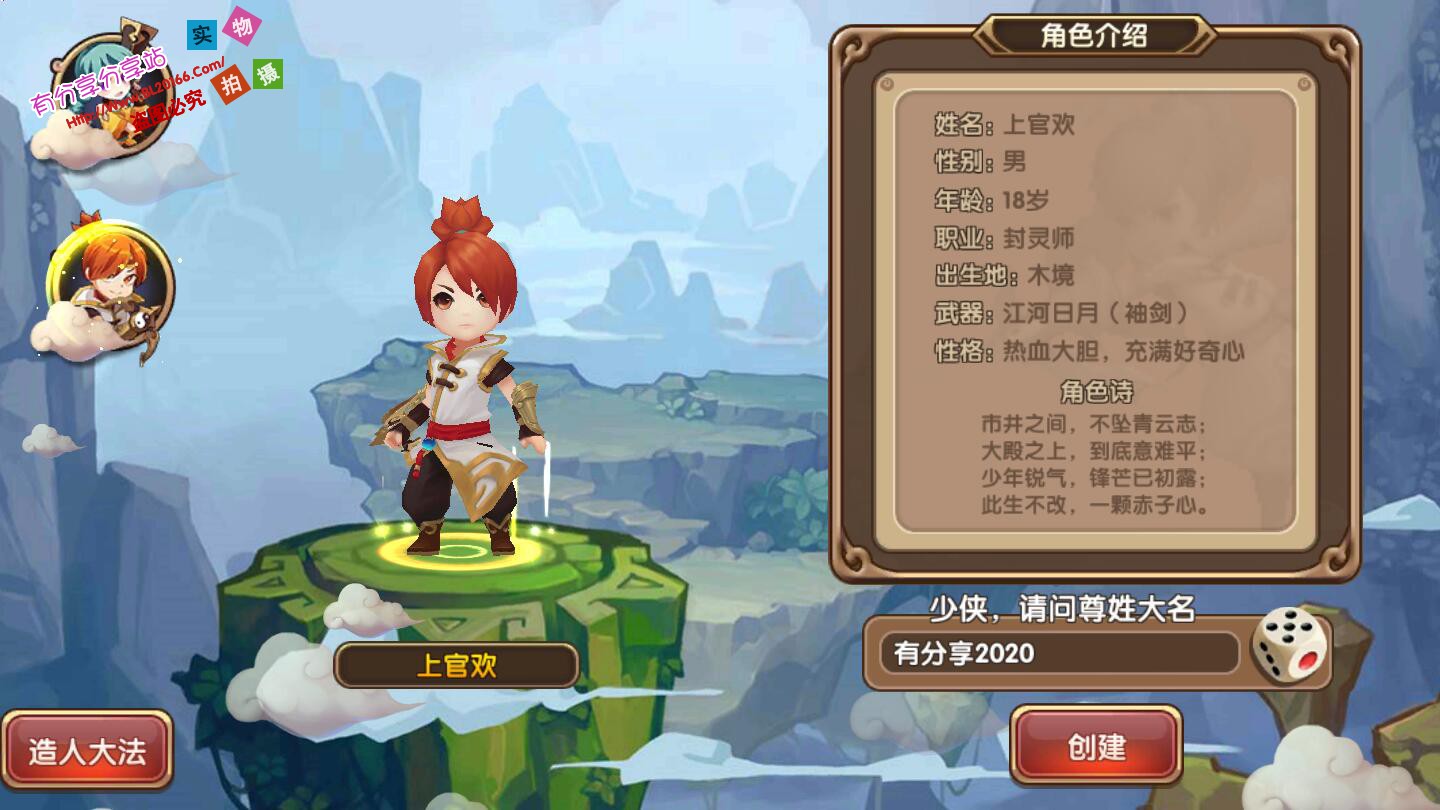 实物
拍摄
有分享分享站
盗图必究
角色介绍
姓名：上官欢
性别：男
年龄：18岁
职业：封灵师
出生地：木境
武器：江河日月（袖剑）
性格：热血大胆，充满好奇心
角色诗
市井之间，不坠青云志；
大殿之上，到底意难平；
少年锐气，锋芒已初露；
此生不改，一颗赤子心。
少侠，请问尊姓大名
有分享2020
上官欢
造人大法
创建